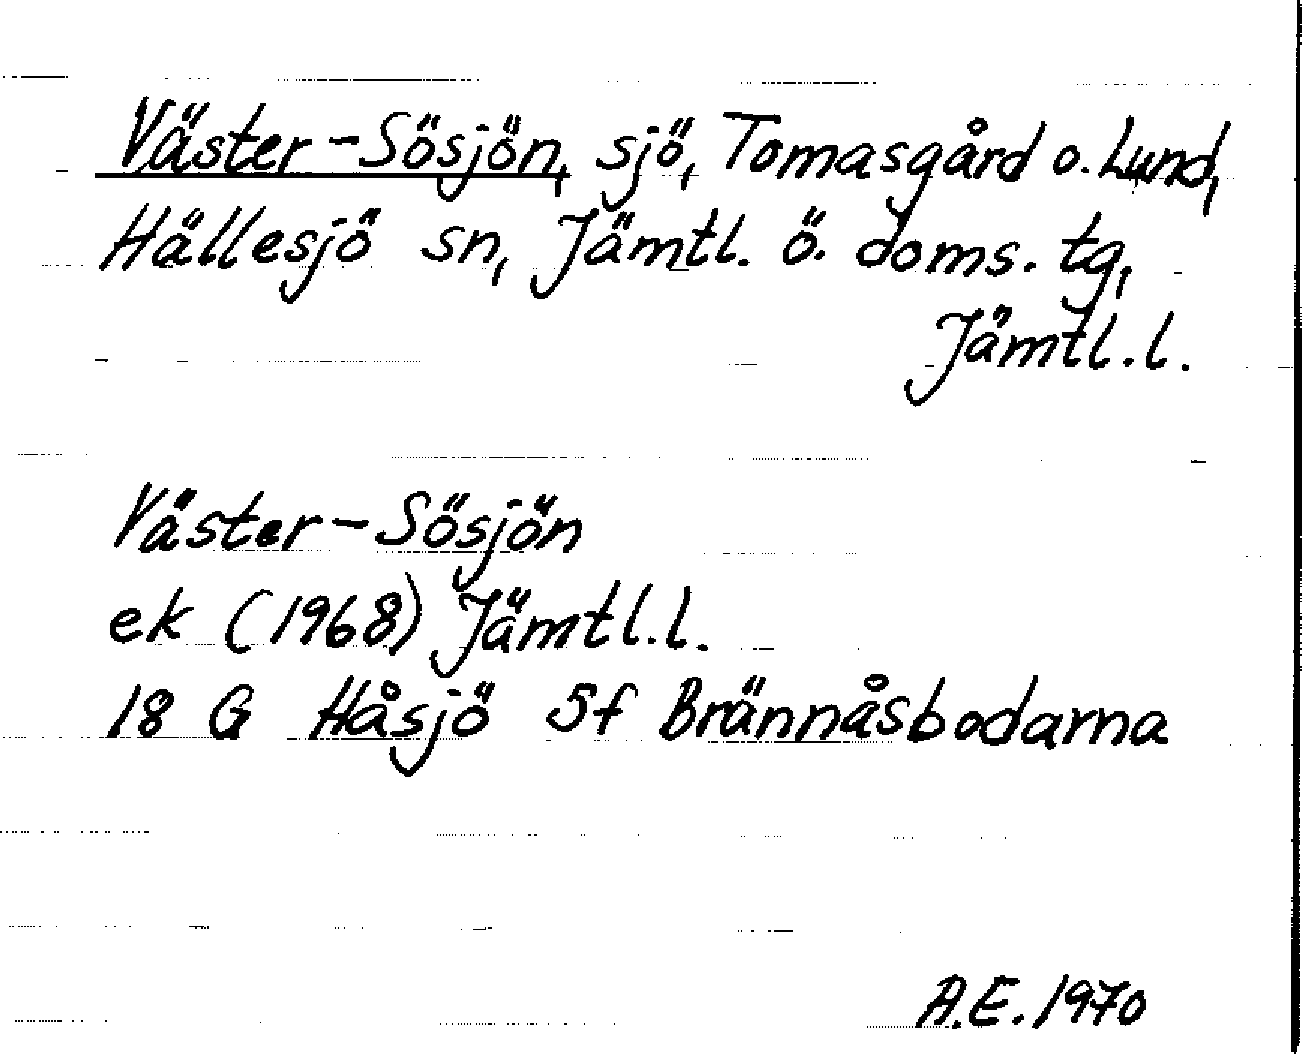 Väster-Sösjön, sjö, Tomasgård o. Lund,
Hällesjö sn, Jämtl. ö. doms. tg,
Jämtl.l.
Väster-Sösjön
ek (1968) Jämtl.l.
18 G Håsjö 5f Brännåsbodarna
A.E. 1970